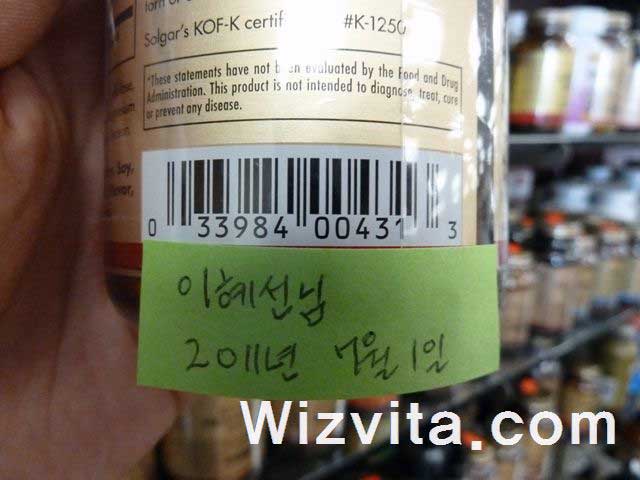 Solgar's KOF-K certif #K-1250
*These statements have not been evaluated by the Food and Drug
Administration. This product is not intended to diagnose, treat, cure
or prevent any disease.
0 33984 00431 3
이혜선님
2011년 7월 1일
Wizvita.com